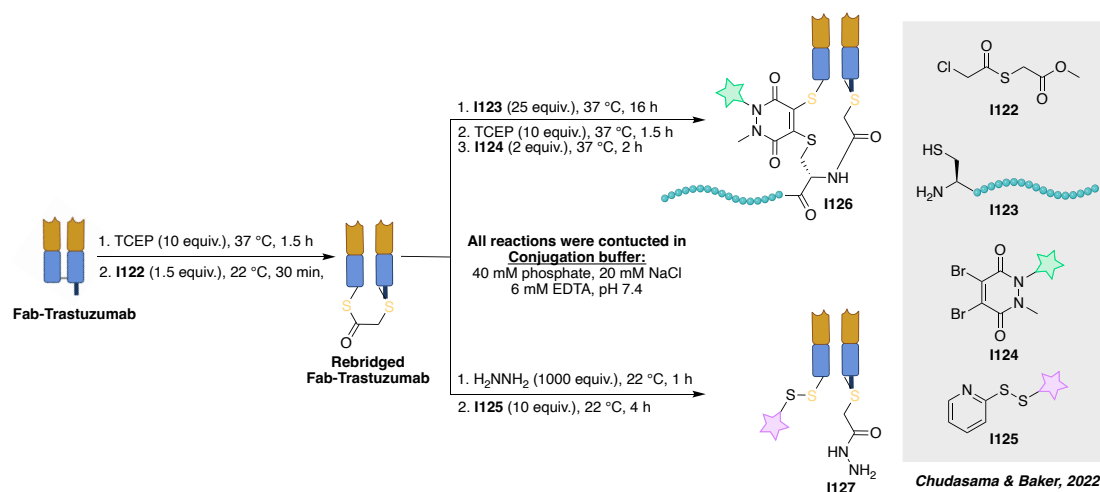 Fab-Trastuzumab
1. TCEP (10 equiv.), 37 °C, 1.5 h
2. I122 (1.5 equiv.), 22 °C, 30 min,
S
S
O
Rebridged
Fab-Trastuzumab
1. I123 (25 equiv.), 37 °C, 16 h
2. TCEP (10 equiv.), 37 °C, 1.5 h
3. I124 (2 equiv.), 37 °C, 2 h
All reactions were contucted in
Conjugation buffer:
40 mM phosphate, 20 mM NaCl
6 mM EDTA, pH 7.4
1. H2NNH2 (1000 equiv.), 22 °C, 1 h
2. I125 (10 equiv.), 22 °C, 4 h
O
N
N
O
S
S
S
O
NH
O
I126
S
S
S
O
HN
NH2
I127
O
Cl
S
O
O
I122
HS
H2N
I123
O
Br
N
Br
N
O
I124
N
S
S
I125
Chudasama & Baker, 2022